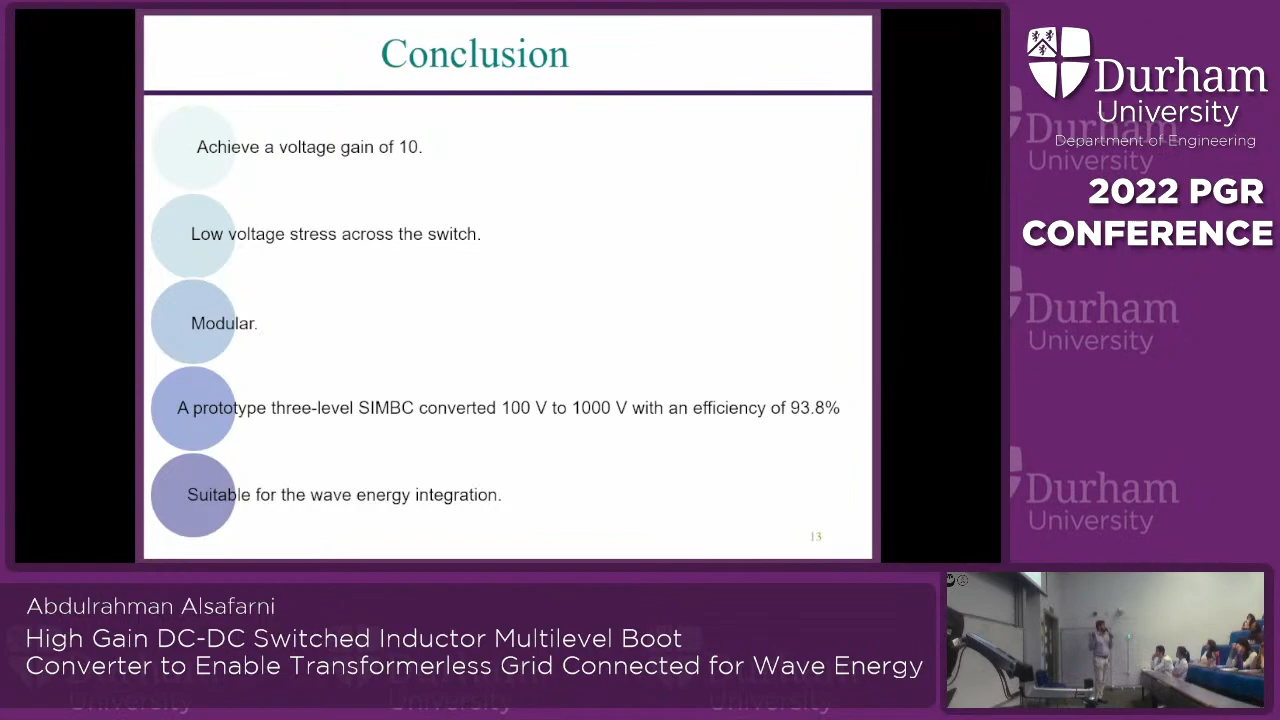 Conclusion
Achieve a voltage gain of 10.
Low voltage stress across the switch.
Modular.
A prototype three-level SIMBC converted 100 V to 1000 V with an efficiency of 93.8%
Suitable for the wave energy integration.
13
Durham
University
Department of Engineering
Durham
University
2022 PGR
CONFERENCE
Durham
University
Durham
University
Abdulrahman Alsafarni
High Gain DC-DC Switched Inductor Multilevel Boot
Converter to Enable Transformerless Grid Connected for Wave Energy